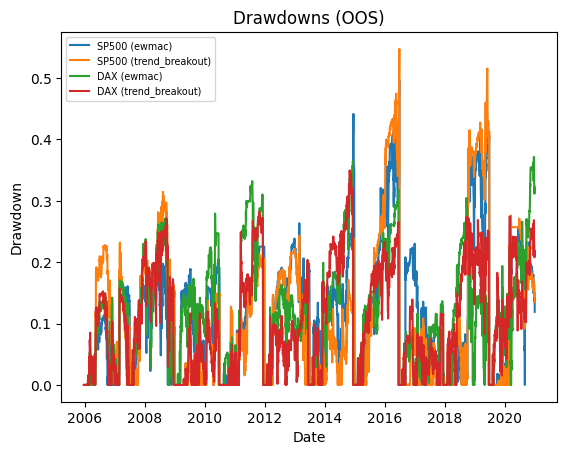 Drawdowns (OOS)
SP500 (ewmac)
SP500 (trend_breakout)
DAX (ewmac)
DAX (trend_breakout)
Drawdown
0.5
0.4
0.3
0.2
0.1
0.0
2006 2008 2010 2012 2014 2016 2018 2020
Date